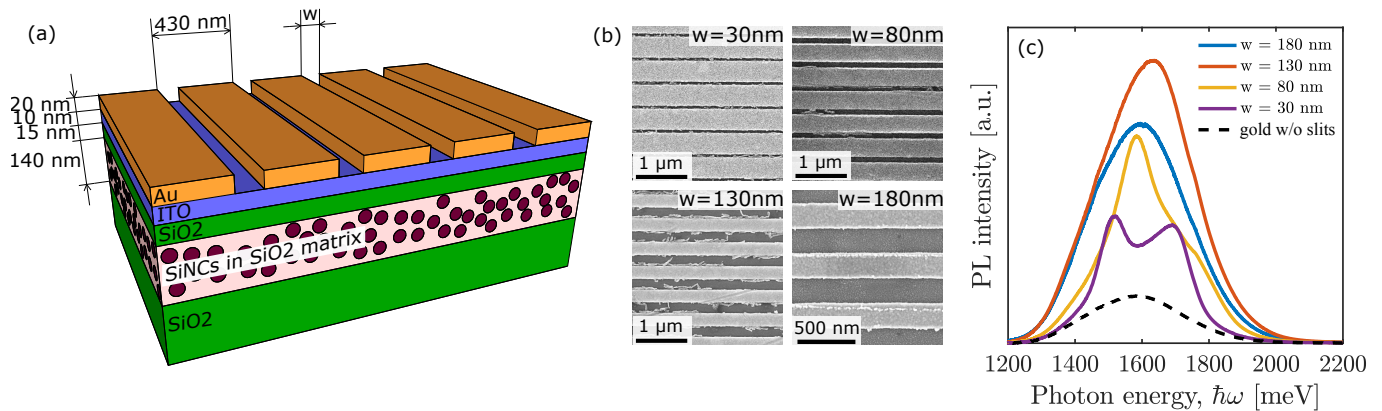 (a)
430 nm
w
20 nm
10 nm
15 nm
140 nm
Au
ITO
SiO2
SiNCs in SiO2 matrix
SiO2
(b)
w=30nm
1 µm
w=80nm
1 µm
w=130nm
1 µm
w=180nm
500 nm
(c)
w = 180 nm
w = 130 nm
w = 80 nm
w = 30 nm
gold w/o slits
PL intensity [a.u.]
1200 1400 1600 1800 2000 2200
Photon energy, ℏω [meV]